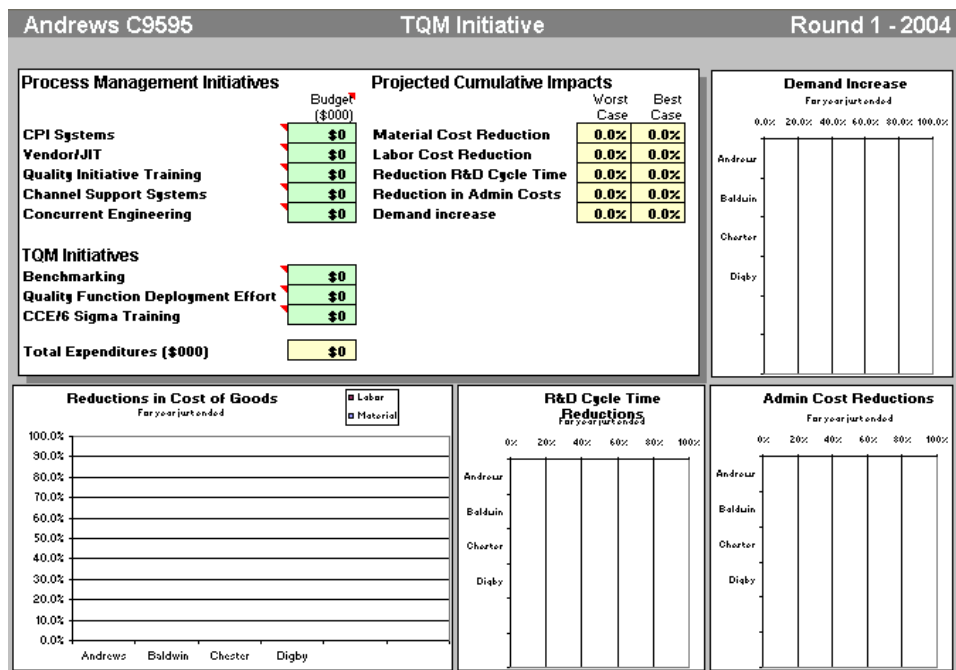 Andrews C9595 TQM Initiative Round 1 - 2004
Process Management Initiatives
Budget
($000)
CPI Systems $0
Vendor/JIT $0
Quality Initiative Training $0
Channel Support Systems $0
Concurrent Engineering $0
TQM Initiatives
Benchmarking $0
Quality Function Deployment Effort $0
CCE/6 Sigma Training $0
Total Expenditures ($000) $0
Projected Cumulative Impacts
Worst Best
Case Case
Material Cost Reduction 0.0% 0.0%
Labor Cost Reduction 0.0% 0.0%
Reduction R&D Cycle Time 0.0% 0.0%
Reduction in Admin Costs 0.0% 0.0%
Demand increase 0.0% 0.0%
Demand Increase
For year just ended
0.0% 20.0% 40.0% 60.0% 80.0% 100.0%
Andrews
Baldwin
Chester
Digby
Reductions in Cost of Goods
For year just ended
Labor
Material
100.0%
90.0%
80.0%
70.0%
60.0%
50.0%
40.0%
30.0%
20.0%
10.0%
0.0%
Andrews Baldwin Chester Digby
R&D Cycle Time
Reductions
For year just ended
0% 20% 40% 60% 80% 100%
Andrews
Baldwin
Chester
Digby
Admin Cost Reductions
For year just ended
0% 20% 40% 60% 80% 100%
Andrews
Baldwin
Chester
Digby